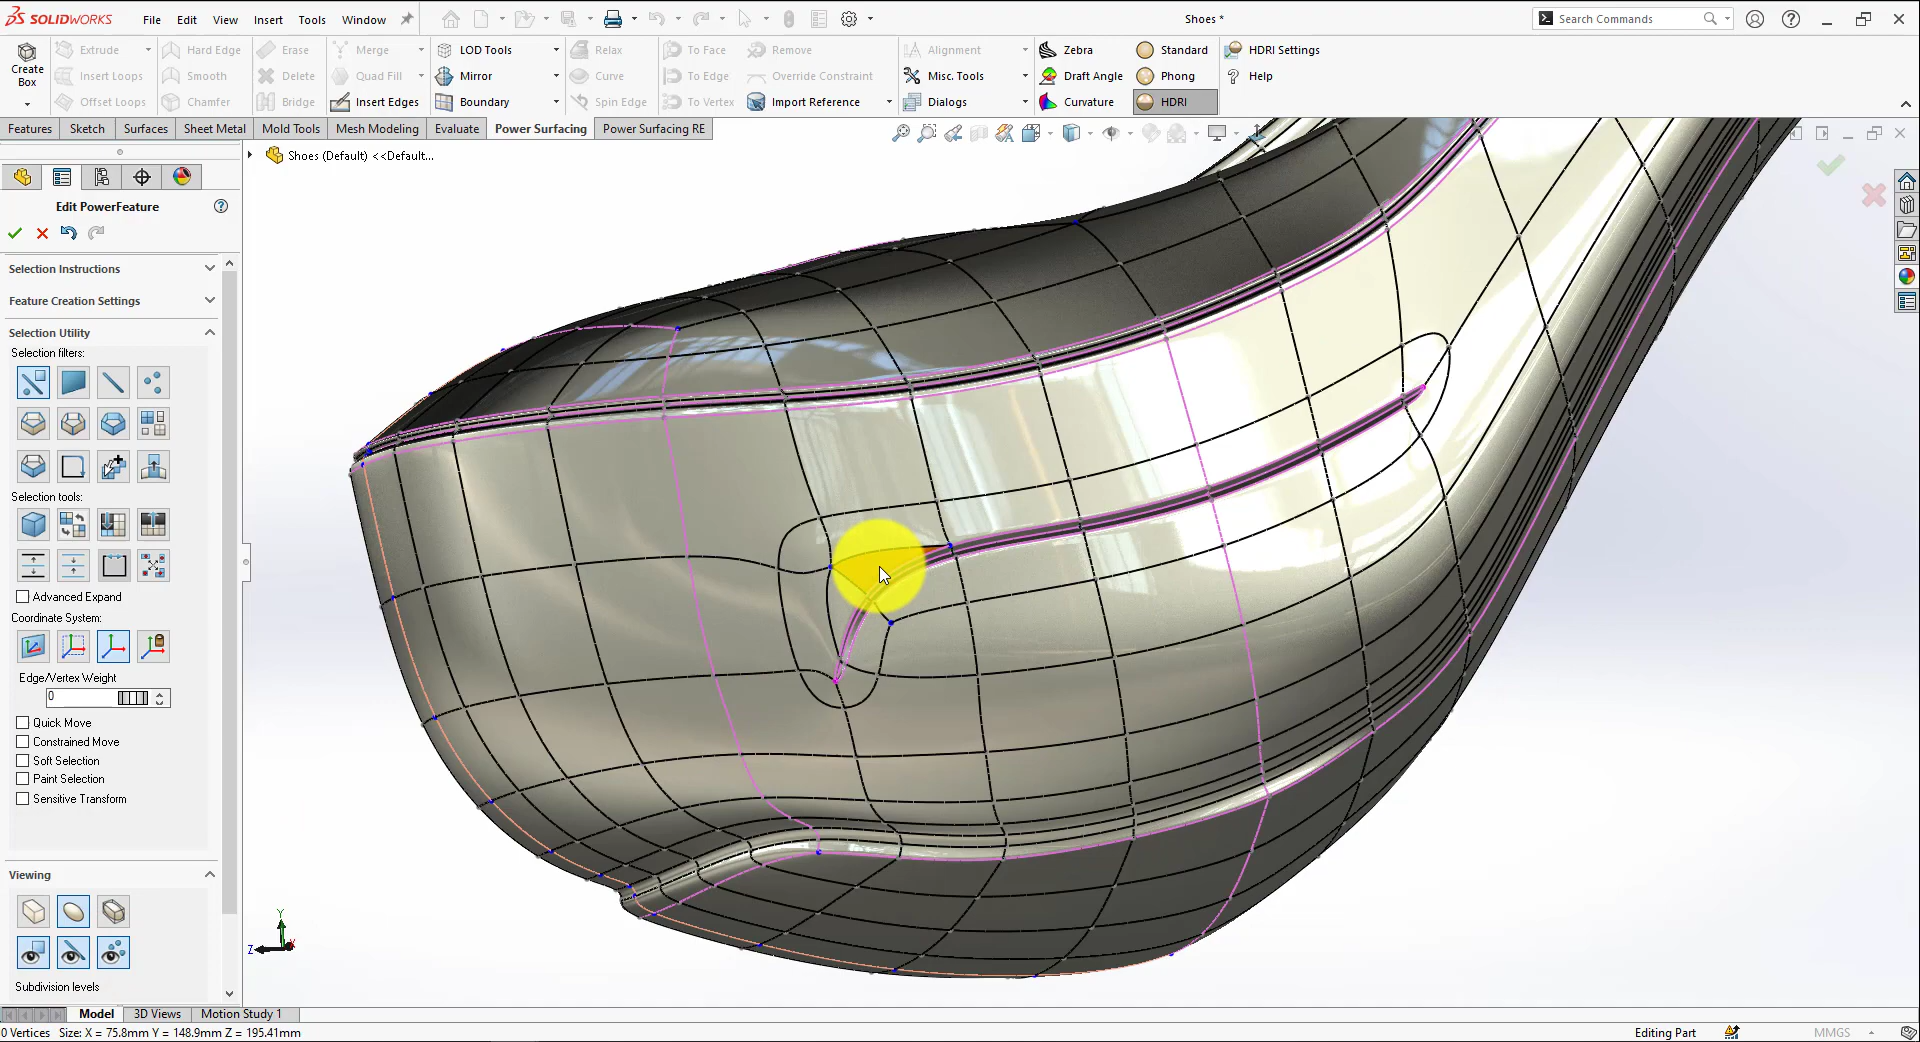 SOLIDWORKS File Edit View Insert Tools Window Shoes * Search Commands
Create Box
Extrude Hard Edge Erase Merge LOD Tools Relax To Face Remove Alignment Zebra Standard HDRI Settings
Insert Loops Smooth Delete Quad Fill Mirror Curve To Edge Override Constraint Misc. Tools Draft Angle Phong Help
Offset Loops Chamfer Bridge Insert Edges Boundary Spin Edge To Vertex Import Reference Dialogs Curvature HDRI
Features Sketch Surfaces Sheet Metal Mold Tools Mesh Modeling Evaluate Power Surfacing Power Surfacing RE
Shoes (Default) <<Default...
Edit PowerFeature
Selection Instructions
Feature Creation Settings
Selection Utility
Selection filters:
Selection tools:
Advanced Expand
Coordinate System:
Edge/Vertex Weight
0
Quick Move
Constrained Move
Soft Selection
Paint Selection
Sensitive Transform
Viewing
Subdivision levels
Y
Z X
Model 3D Views Motion Study 1
0 Vertices Size: X = 75.8mm Y = 148.9mm Z = 195.41mm Editing Part MMGS